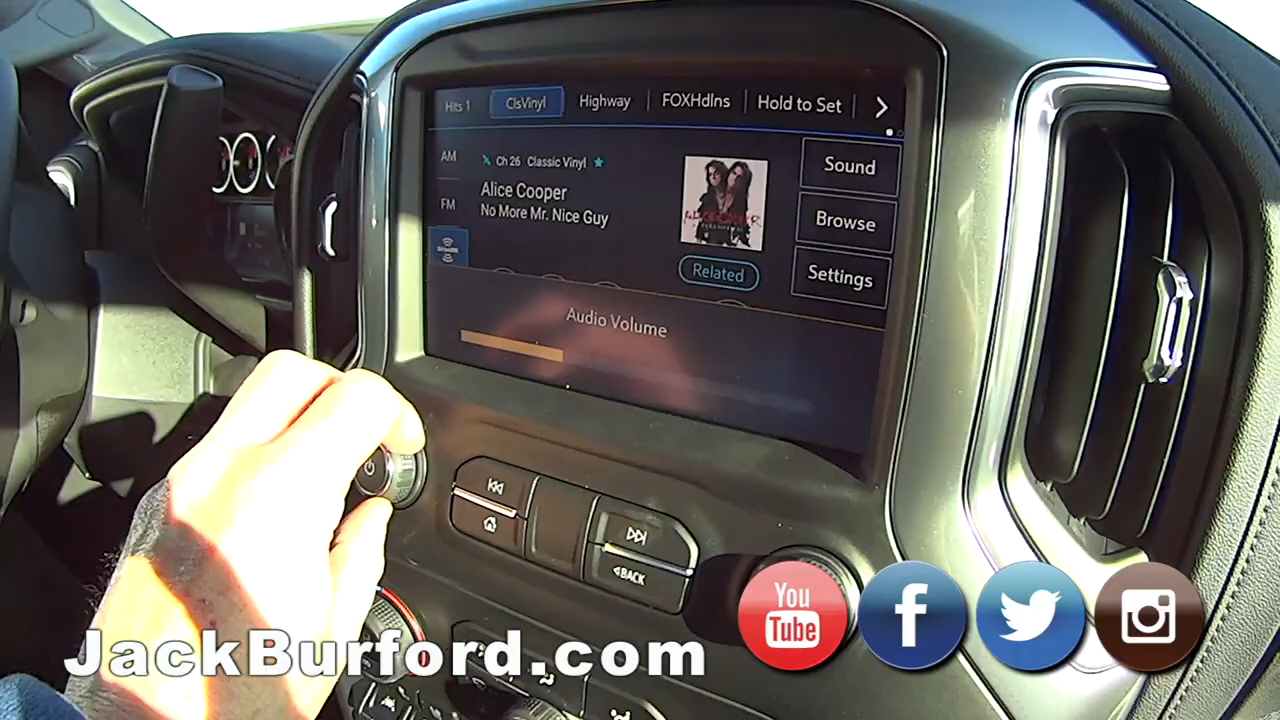 Hits 1 ClsVinyl Highway FOXHdlns Hold to Set
AM
Ch 26 Classic Vinyl
Sound
Alice Cooper
No More Mr. Nice Guy
FM
Browse
Related
Settings
Audio Volume
BACK
You
Tube
JackBurford.com